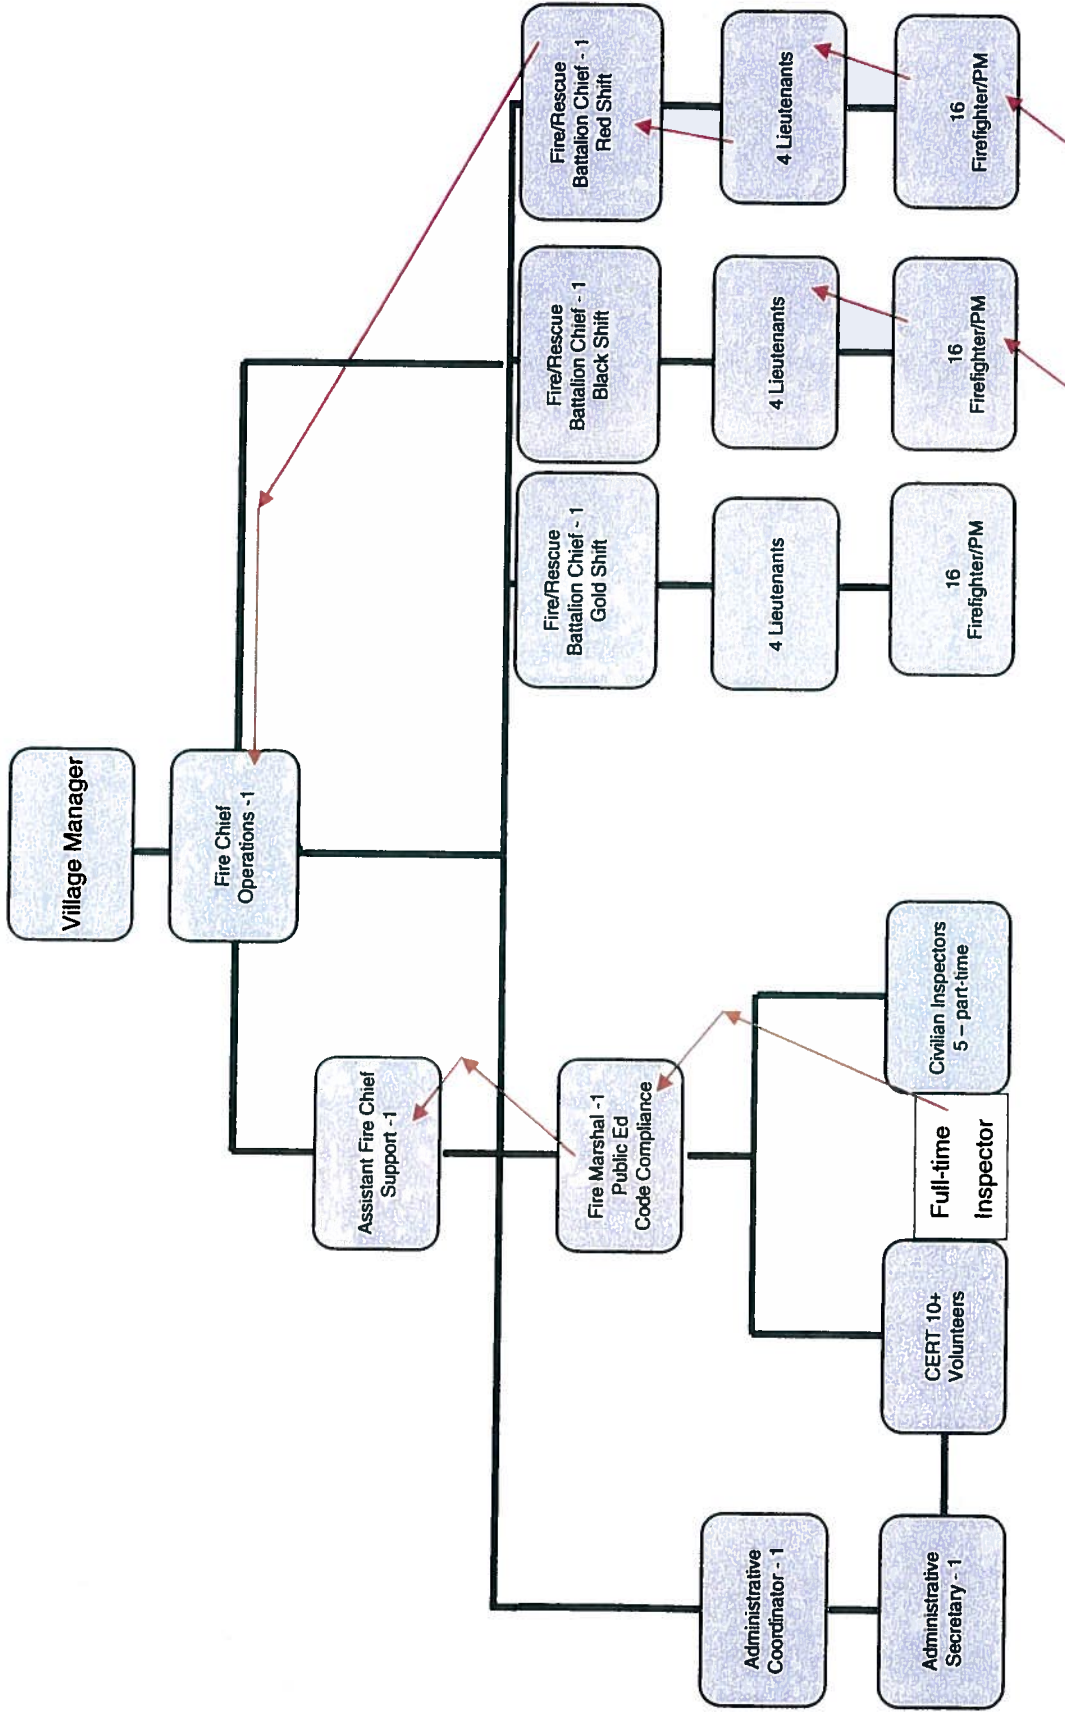 Village Manager
Fire Chief
Operations -1
Assistant Fire Chief
Support -1
Fire Marshal -1
Public Ed
Code Compliance
Administrative
Coordinator - 1
Administrative
Secretary - 1
CERT 10+
Volunteers
Full-time
Inspector
Civilian Inspectors
5 – part-time
Fire/Rescue
Battalion Chief - 1
Gold Shift
4 Lieutenants
16
Firefighter/PM
Fire/Rescue
Battalion Chief - 1
Black Shift
4 Lieutenants
16
Firefighter/PM
Fire/Rescue
Battalion Chief - 1
Red Shift
4 Lieutenants
16
Firefighter/PM